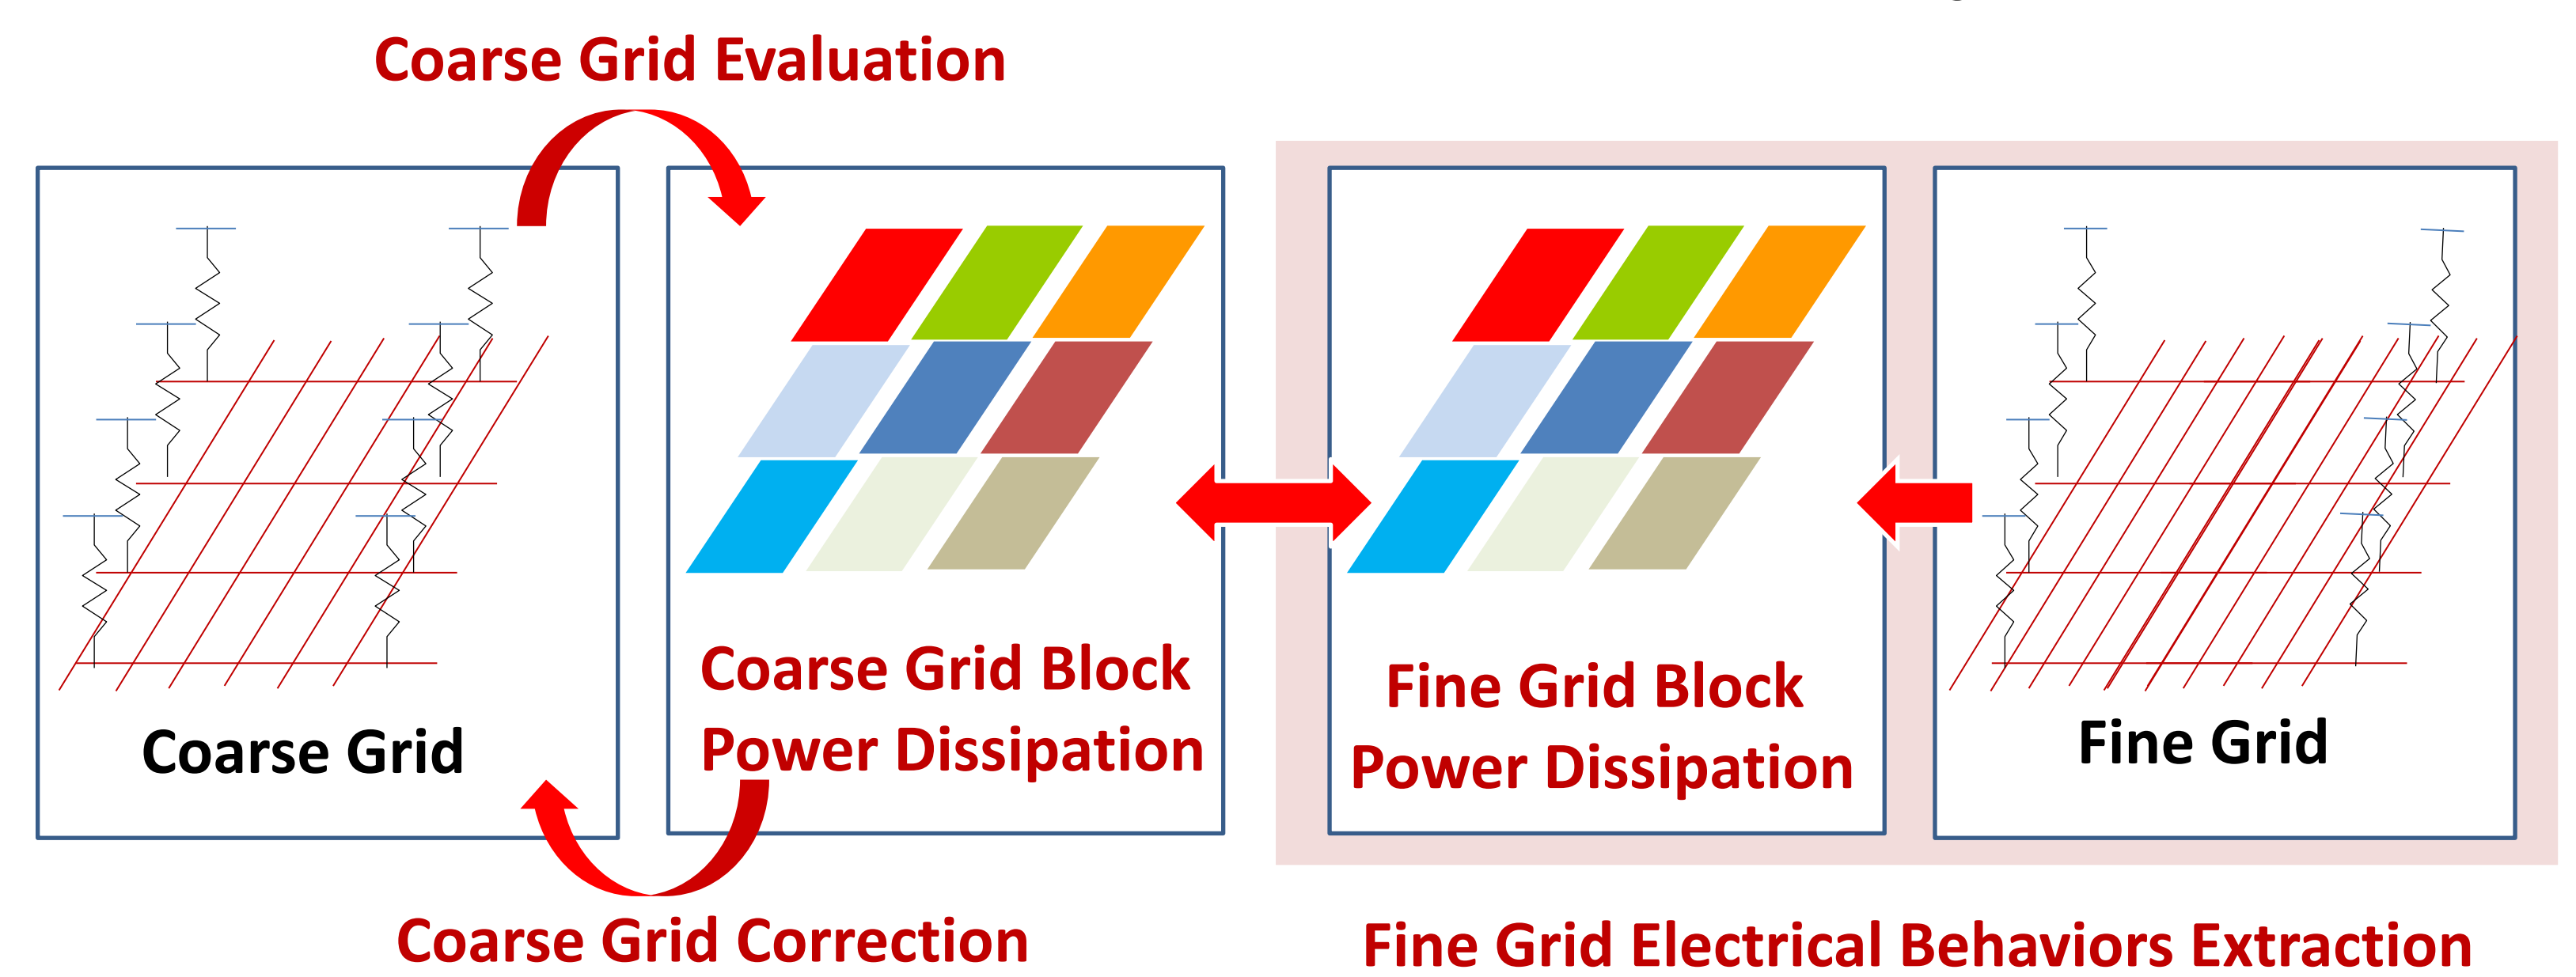 Coarse Grid Evaluation
Coarse Grid
Coarse Grid Block
Power Dissipation
Fine Grid Block
Power Dissipation
Fine Grid
Coarse Grid Correction
Fine Grid Electrical Behaviors Extraction